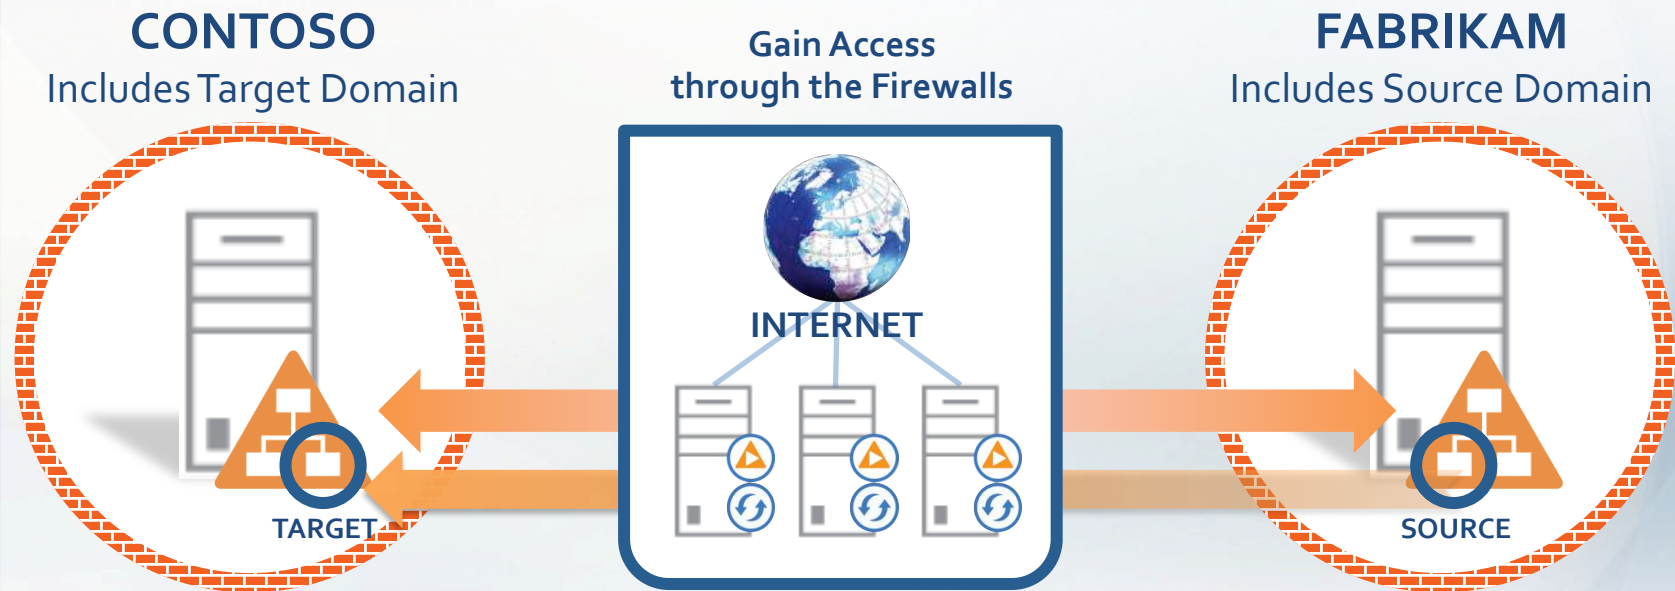 CONTOSO
Includes Target Domain
Gain Access
through the Firewalls
FABRIKAM
Includes Source Domain
INTERNET
TARGET
SOURCE